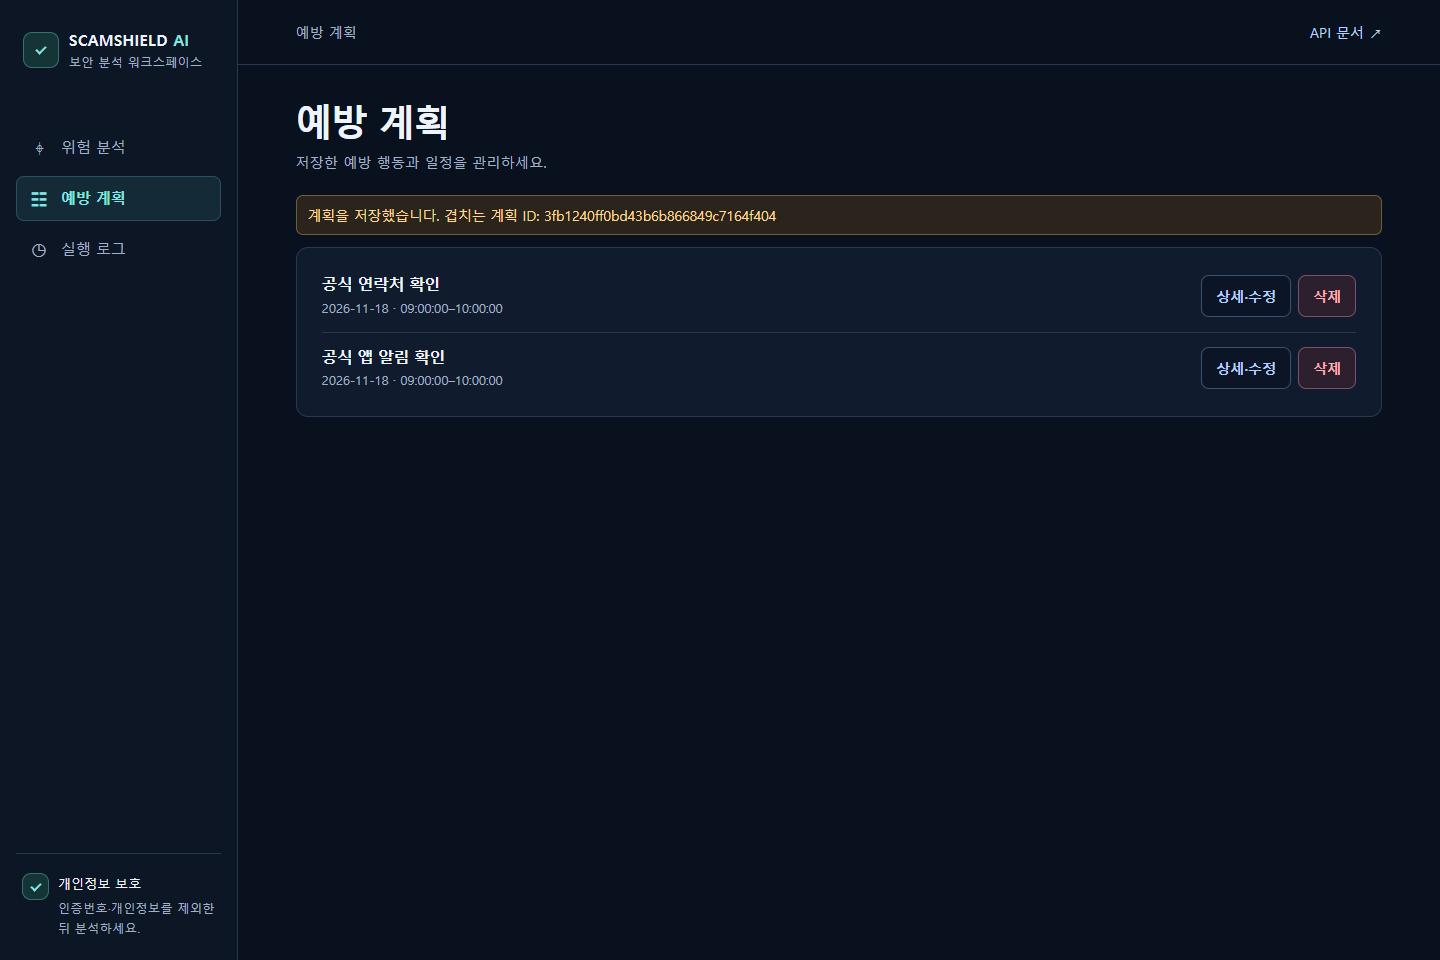 SCAMSHIELD AI
보안 분석 워크스페이스
위험 분석
예방 계획
실행 로그
개인정보 보호
인증번호·개인정보를 제외한
뒤 분석하세요.
예방 계획
API 문서 ↗
예방 계획
저장한 예방 행동과 일정을 관리하세요.
계획을 저장했습니다. 겹치는 계획 ID: 3fb1240ff0bd43b6b866849c7164f404
공식 연락처 확인
2026-11-18 · 09:00:00–10:00:00
상세·수정
삭제
공식 앱 알림 확인
2026-11-18 · 09:00:00–10:00:00
상세·수정
삭제